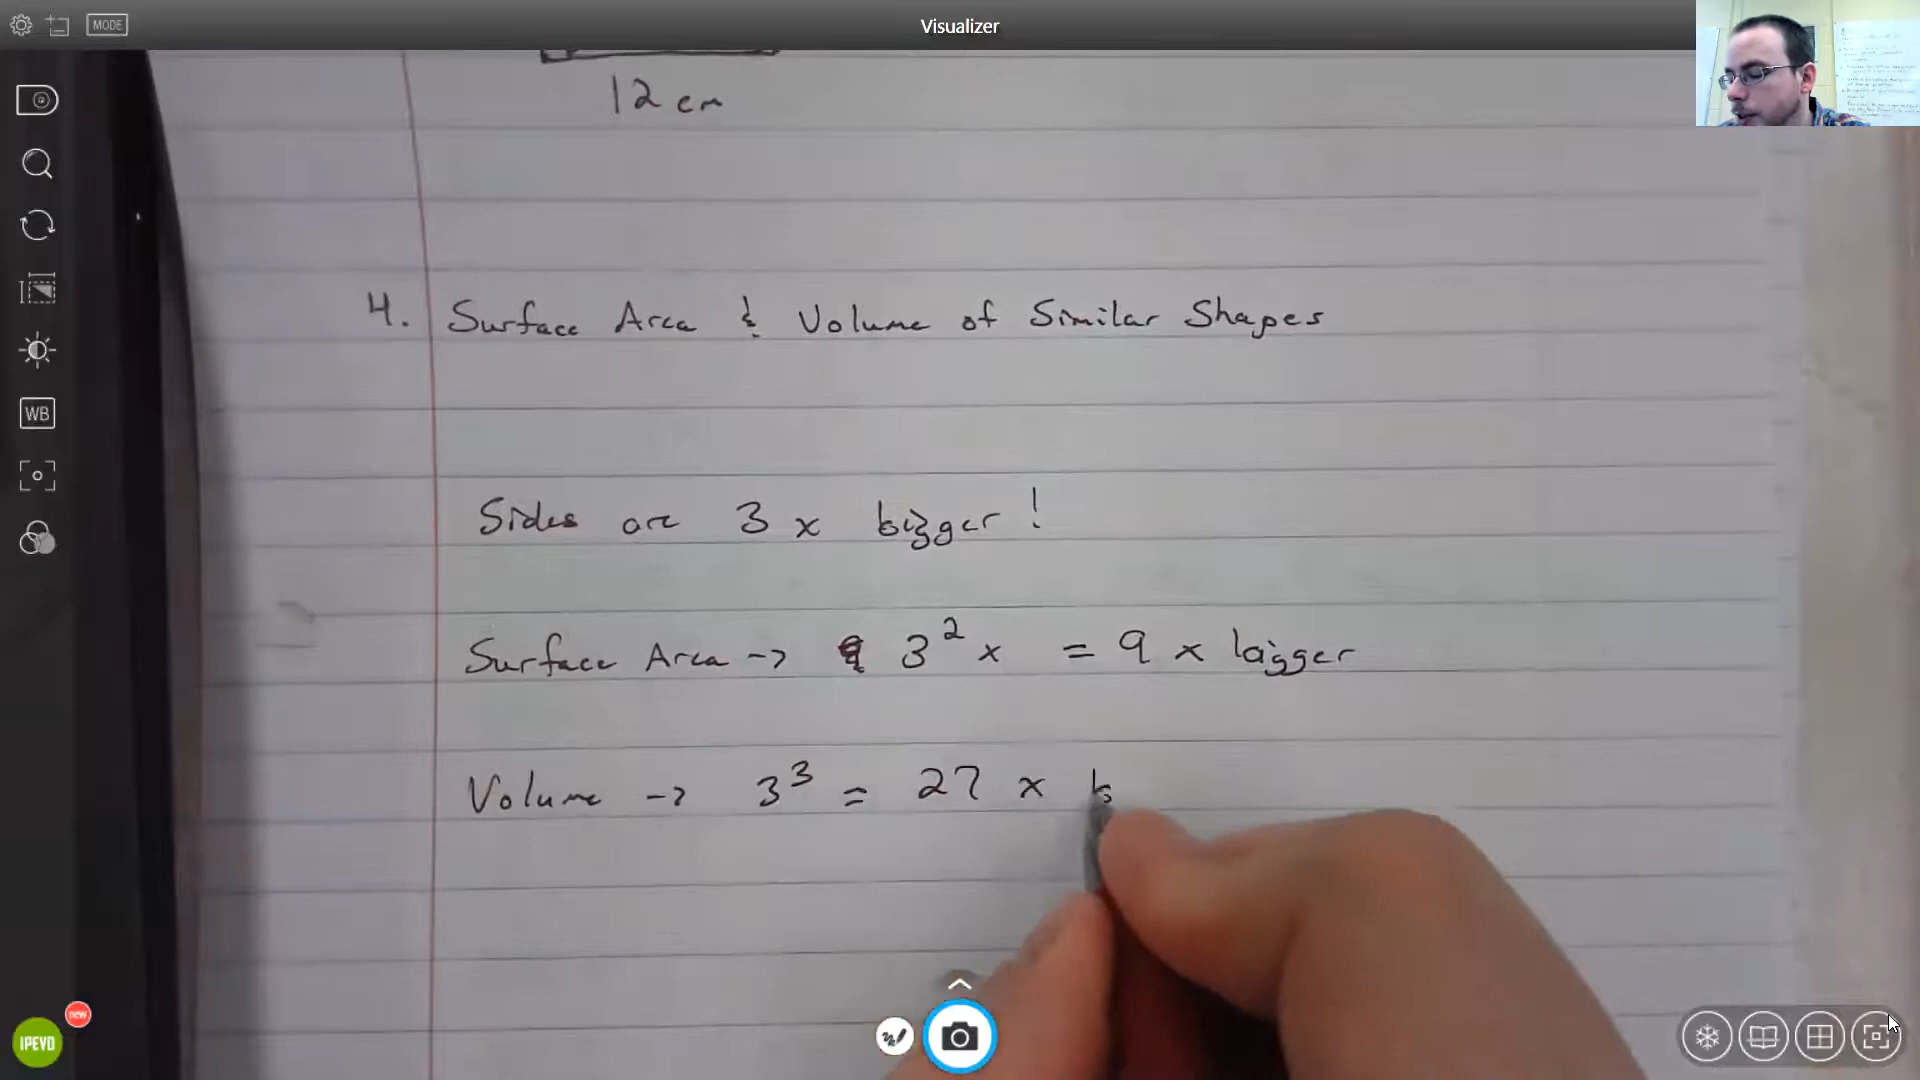 MODE
Visualizer
12 cm
4. Surface Area & Volume of Similar Shapes
WB
Sides are 3 x bigger!
Surface Area -> 3² x = 9 x
Volume -> 3³ = 27 x b
new
IPEVO